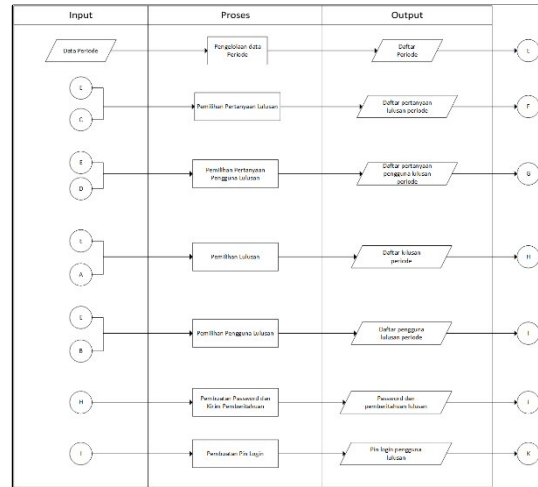 Input Proses Output
Data Periode
Pengelolaan data
Periode
Daftar
Periode
E
E
C
Pemilihan Pertanyaan Lulusan
Daftar pertanyaan
lulusan periode
F
E
D
Pemilihan Pertanyaan
Pengguna Lulusan
Daftar pertanyaan
pengguna lulusan
periode
G
E
A
Pemilihan Lulusan
Daftar lulusan
periode
H
E
B
Pemilihan Pengguna Lulusan
Daftar pengguna
lulusan periode
I
H
Pembuatan Password dan
Kirim Pemberitahuan
Password dan
pemberitahuan lulusan
J
I
Pembuatan Pin Login
Pin login pengguna
lulusan
K